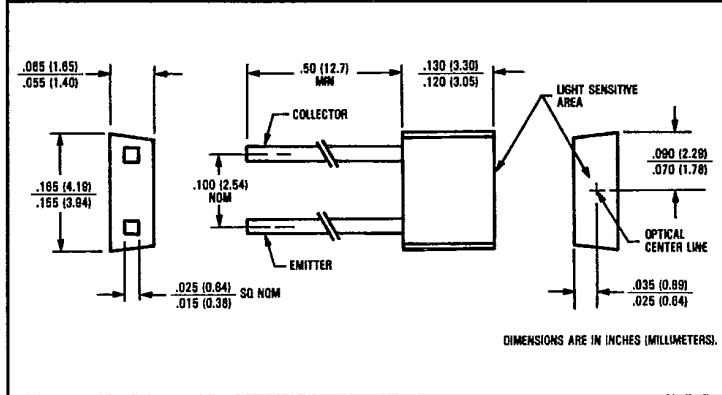 .065 (1.65)
.055 (1.40)
.50 (12.7)
MIN
.130 (3.30)
.120 (3.05)
LIGHT SENSITIVE
AREA
COLLECTOR
.090 (2.29)
.070 (1.78)
.165 (4.19)
.155 (3.94)
.100 (2.54)
NOM
OPTICAL
CENTER LINE
EMITTER
.025 (0.64)
.015 (0.38) SQ NOM
.035 (0.89)
.025 (0.64)
DIMENSIONS ARE IN INCHES (MILLIMETERS).